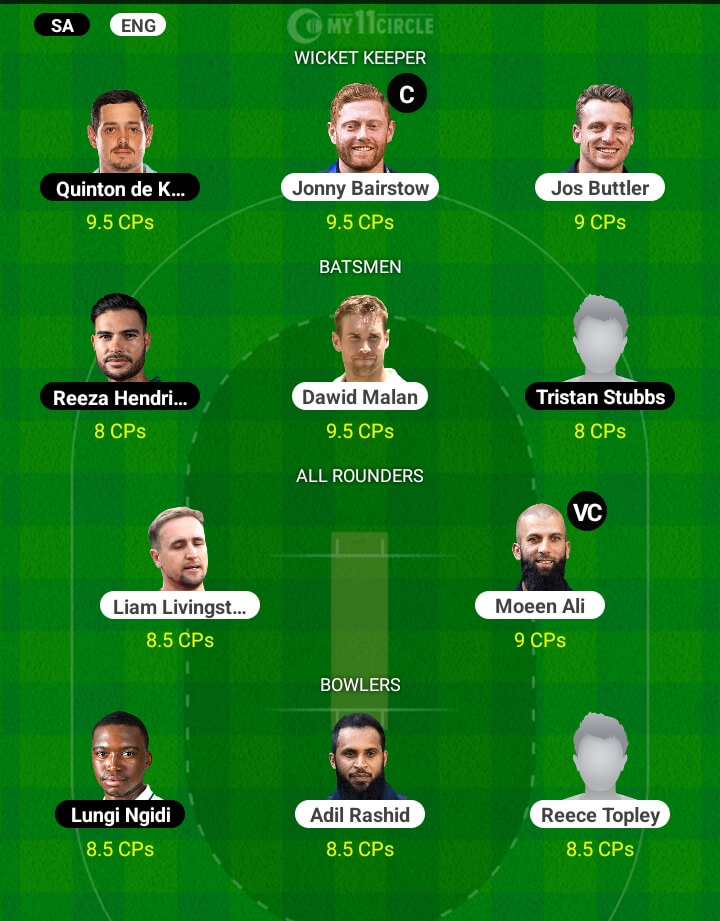 SA ENG MY11CIRCLE
WICKET KEEPER
C
Quinton de K... Jonny Bairstow Jos Buttler
9.5 CPs 9.5 CPs 9 CPs
BATSMEN
Reeza Hendri... Dawid Malan Tristan Stubbs
8 CPs 9.5 CPs 8 CPs
ALL ROUNDERS
VC
Liam Livingst... Moeen Ali
8.5 CPs 9 CPs
BOWLERS
Lungi Ngidi Adil Rashid Reece Topley
8.5 CPs 8.5 CPs 8.5 CPs